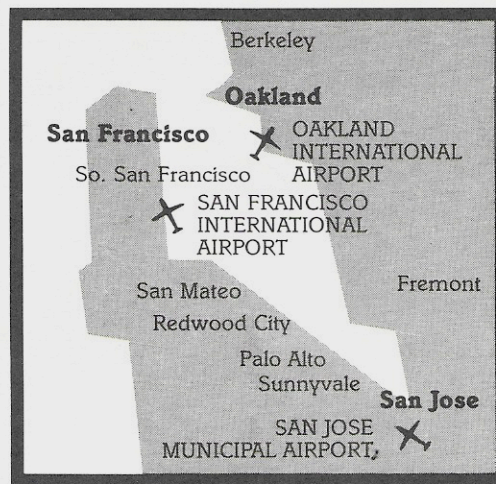 Berkeley
Oakland
San Francisco
OAKLAND
INTERNATIONAL
AIRPORT
So. San Francisco
SAN FRANCISCO
INTERNATIONAL
AIRPORT
Fremont
San Mateo
Redwood City
Palo Alto
Sunnyvale
San Jose
SAN JOSE
MUNICIPAL AIRPORT,